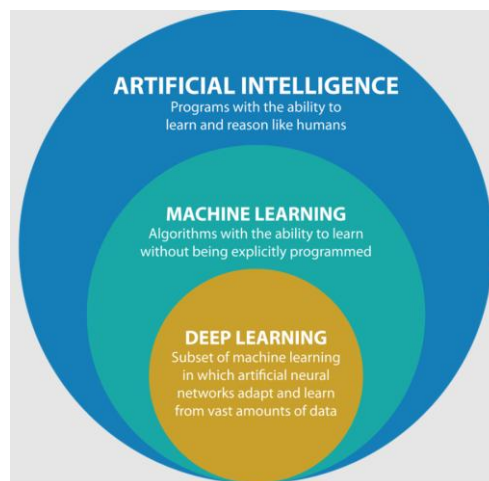 ARTIFICIAL INTELLIGENCE
Programs with the ability to
learn and reason like humans
MACHINE LEARNING
Algorithms with the ability to learn
without being explicitly programmed
DEEP LEARNING
Subset of machine learning
in which artificial neural
networks adapt and learn
from vast amounts of data